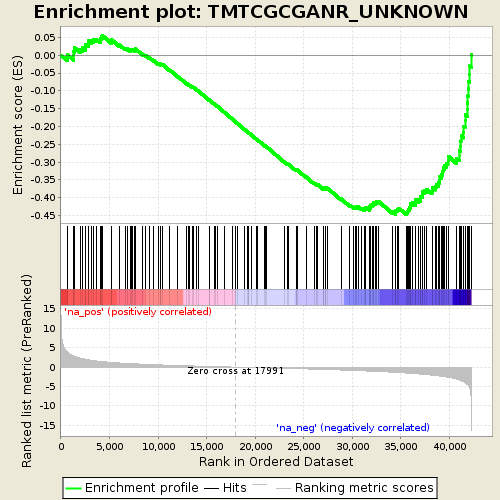 Enrichment plot: TMTCGCGANR_UNKNOWN
Enrichment score (ES)
0.05
0.00
-0.05
-0.10
-0.15
-0.20
-0.25
-0.30
-0.35
-0.40
-0.45
'na_pos' (positively correlated)
Ranked list metric (PreRanked)
15
10
5
0
-5
-10
-15
Zero cross at 17991
'na_neg' (negatively correlated)
0
5,000
10,000
15,000
20,000
25,000
30,000
35,000
40,000
Rank in Ordered Dataset
Enrichment profile
Hits
Ranking metric scores